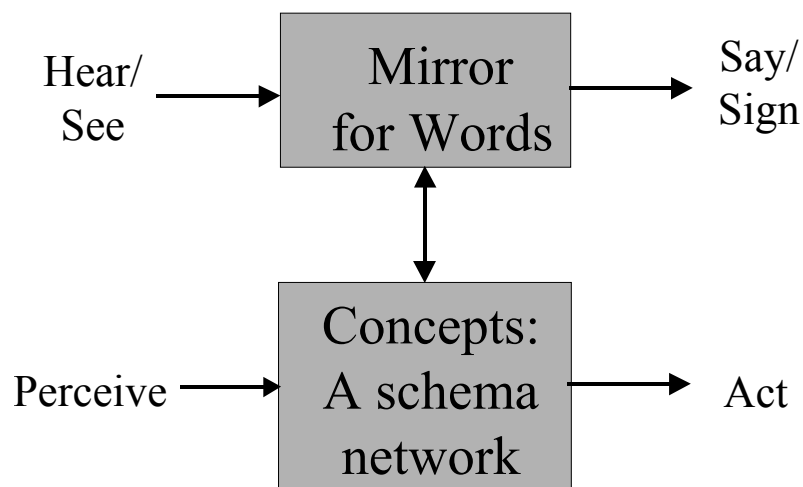 Hear/
See
Mirror
for Words
Say/
Sign
Perceive
Concepts:
A schema
network
Act